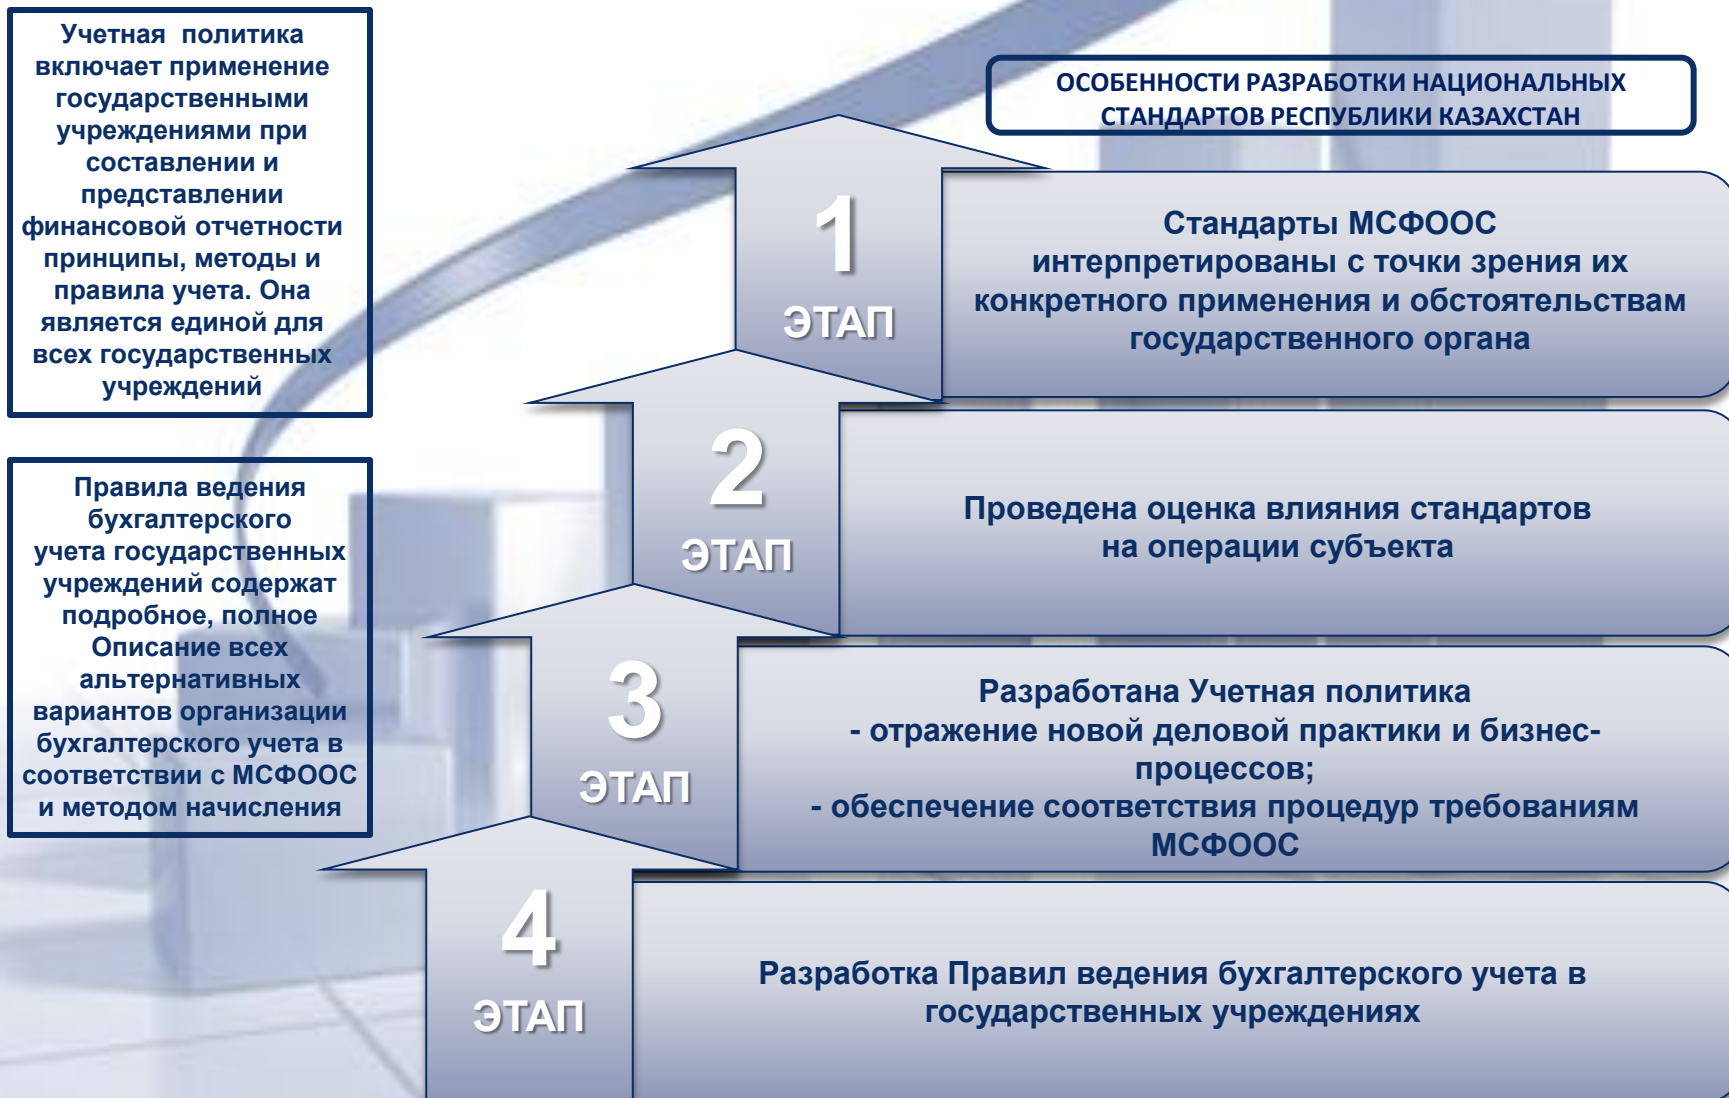 Учетная политика
включает применение
государственными
учреждениями при
составлении и
представлении
финансовой отчетности
принципы, методы и
правила учета. Она
является единой для
всех государственных
учреждений
Правила ведения
бухгалтерского
учета государственных
учреждений содержат
подробное, полное
Описание всех
альтернативных
вариантов организации
бухгалтерского учета в
соответствии с МСФООС
и методом начисления
ОСОБЕННОСТИ РАЗРАБОТКИ НАЦИОНАЛЬНЫХ
СТАНДАРТОВ РЕСПУБЛИКИ КАЗАХСТАН
1
ЭТАП
Стандарты МСФООС
интерпретированы с точки зрения их
конкретного применения и обстоятельствам
государственного органа
2
ЭТАП
Проведена оценка влияния стандартов
на операции субъекта
3
ЭТАП
Разработана Учетная политика
- отражение новой деловой практики и бизнес-
процессов;
- обеспечение соответствия процедур требованиям
МСФООС
4
ЭТАП
Разработка Правил ведения бухгалтерского учета в
государственных учреждениях